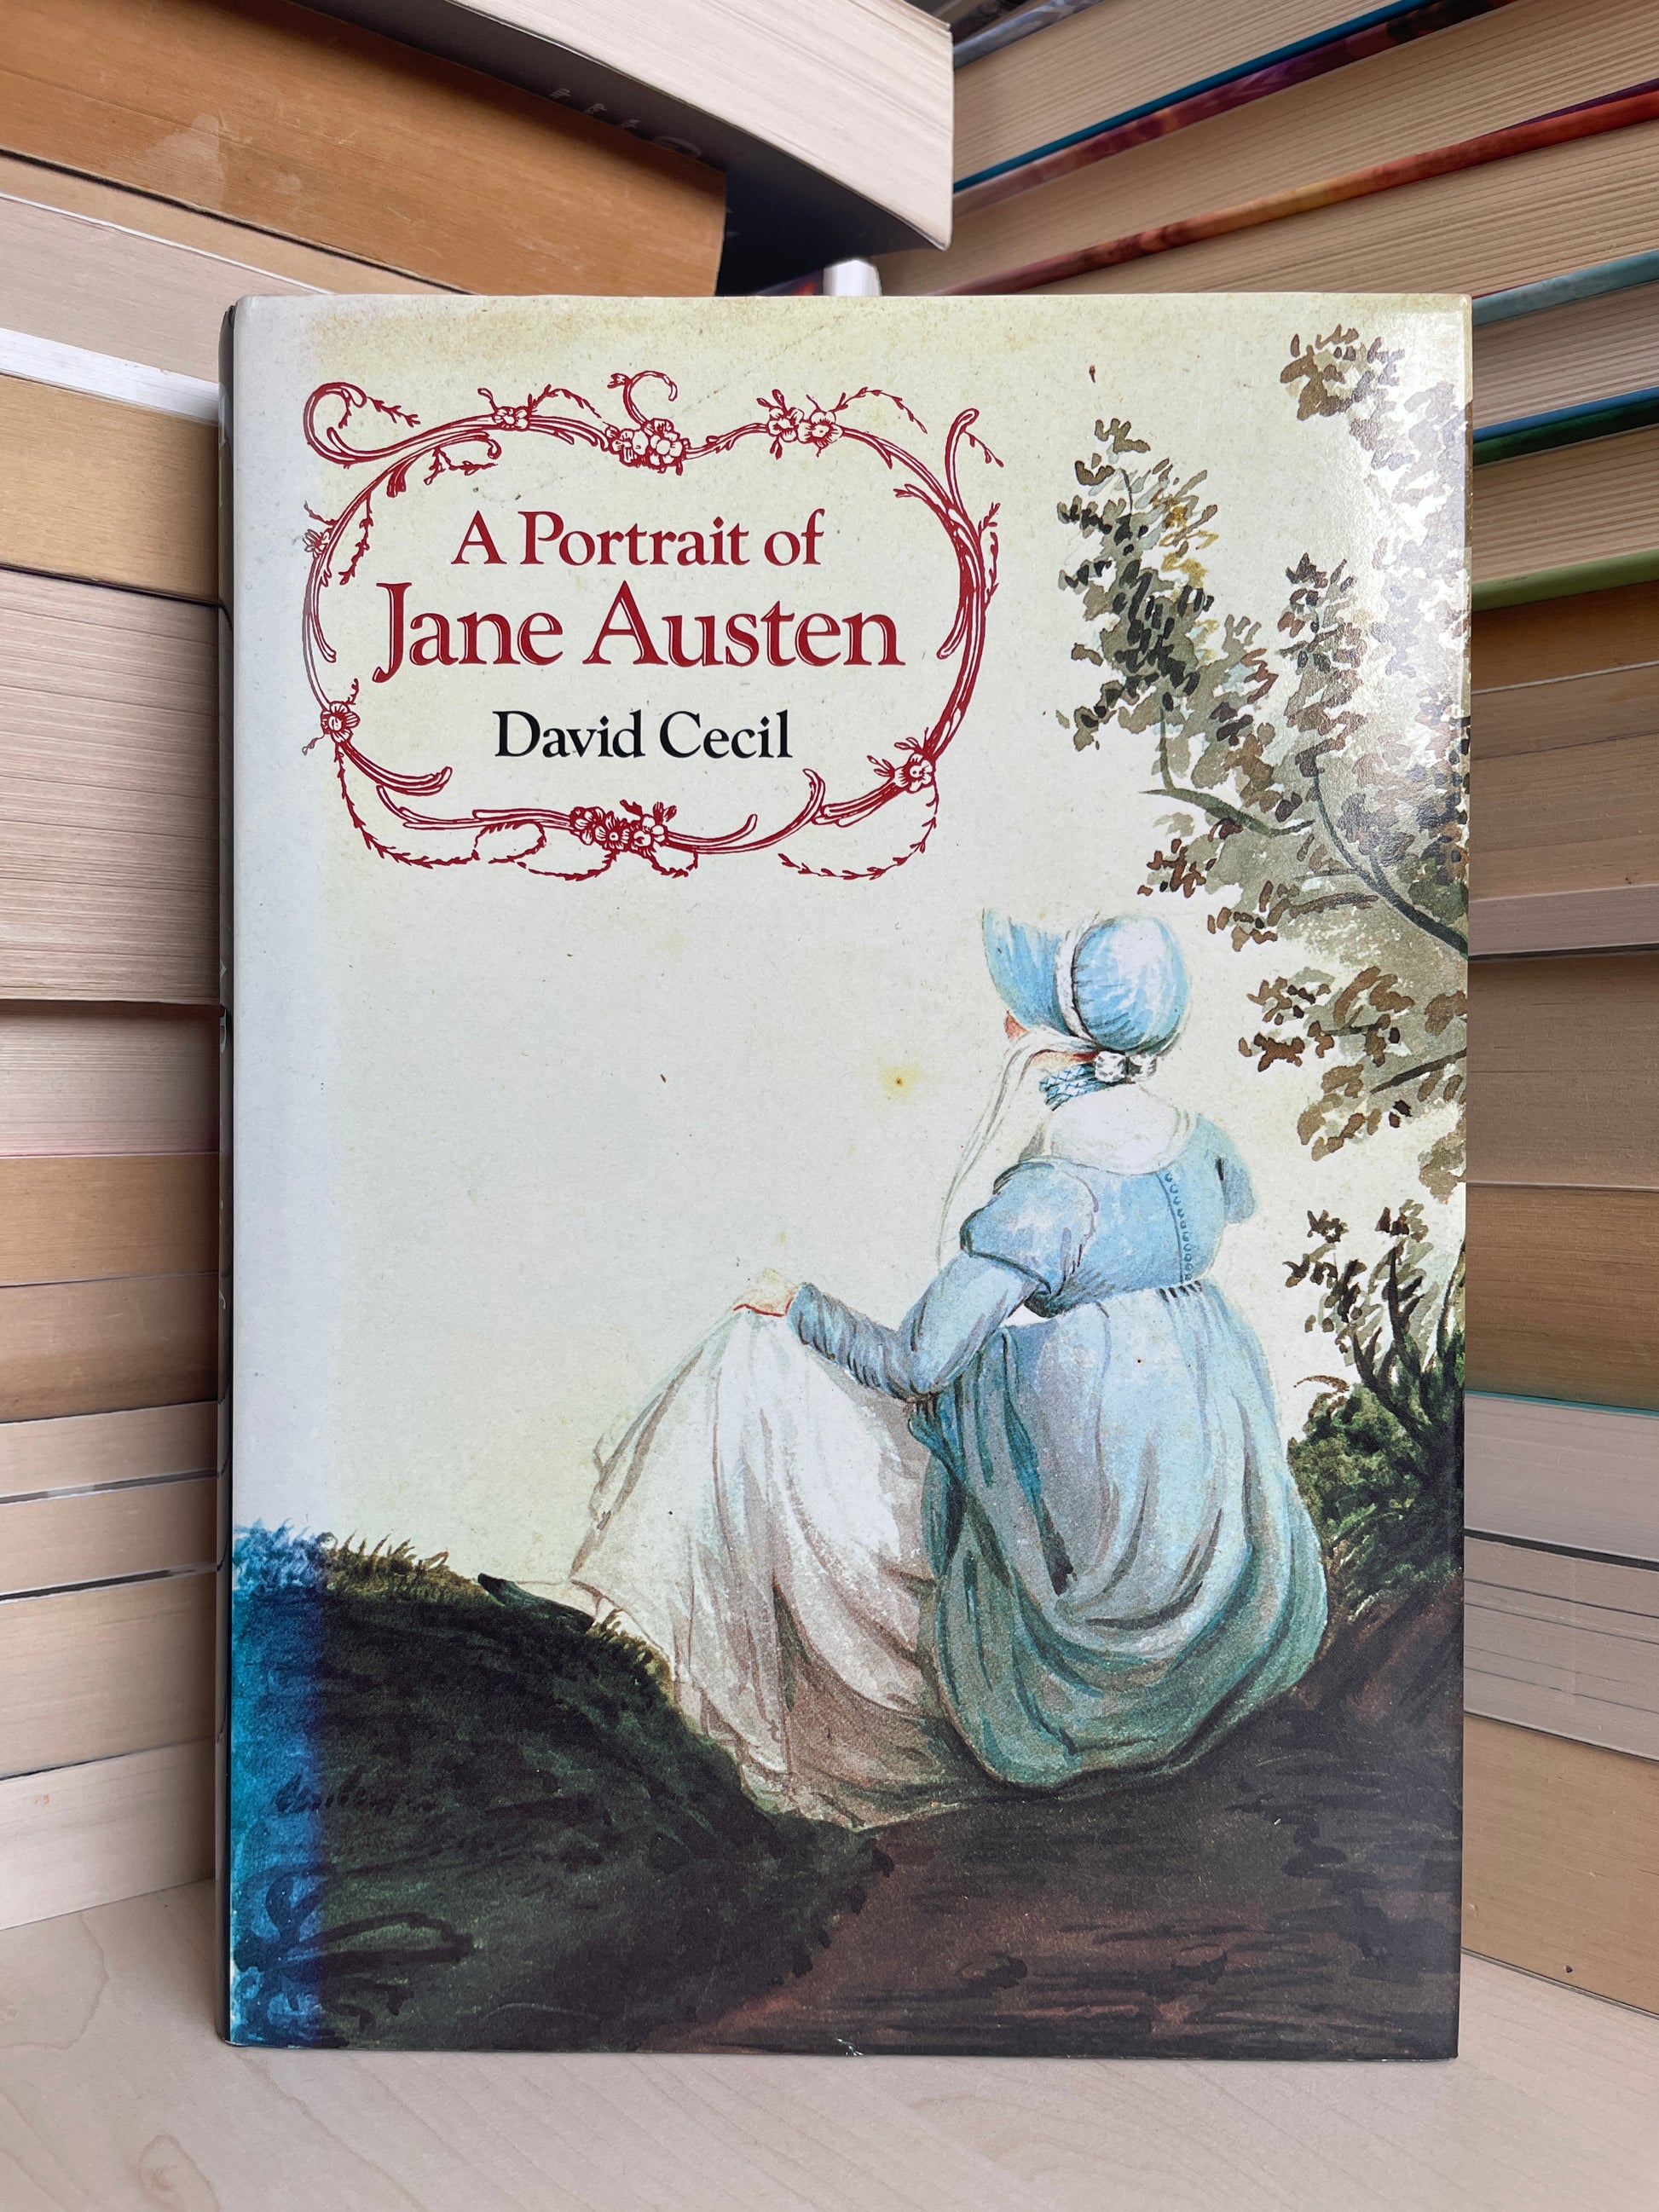 A Portrait of
Jane Austen
David Cecil